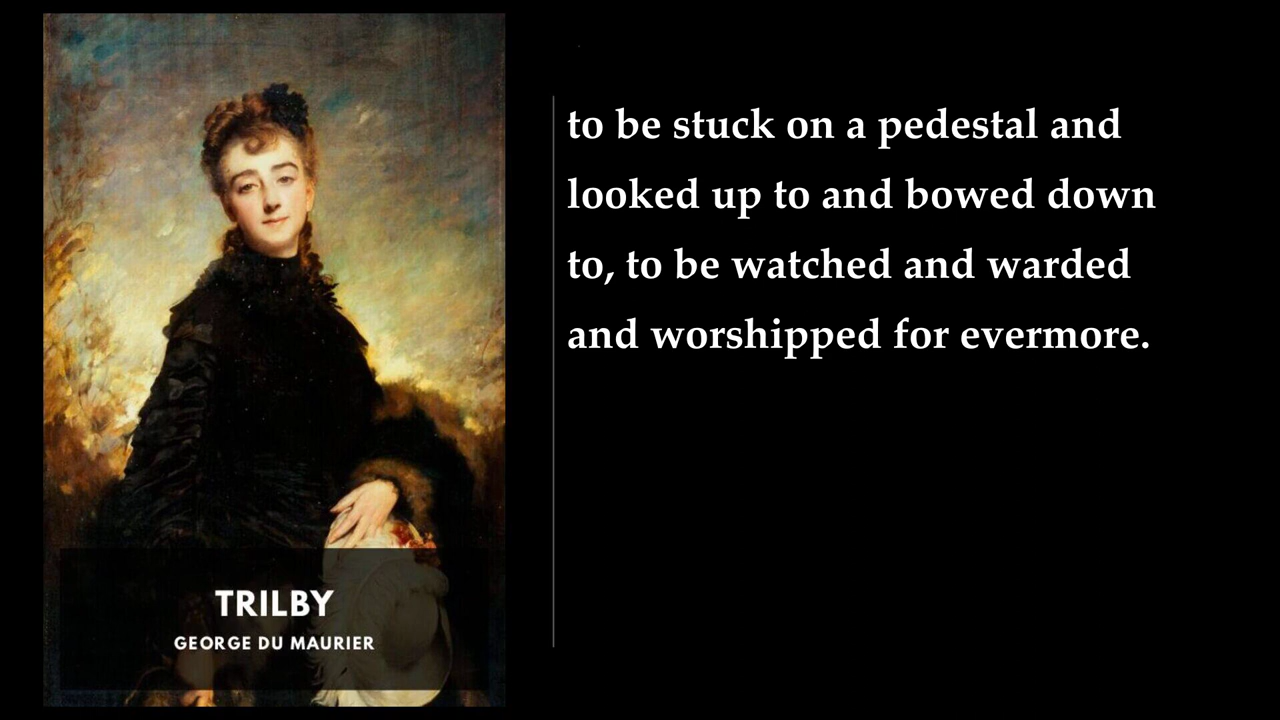 TRILBY
GEORGE DU MAURIER
to be stuck on a pedestal and
looked up to and bowed down
to, to be watched and warded
and worshipped for evermore.